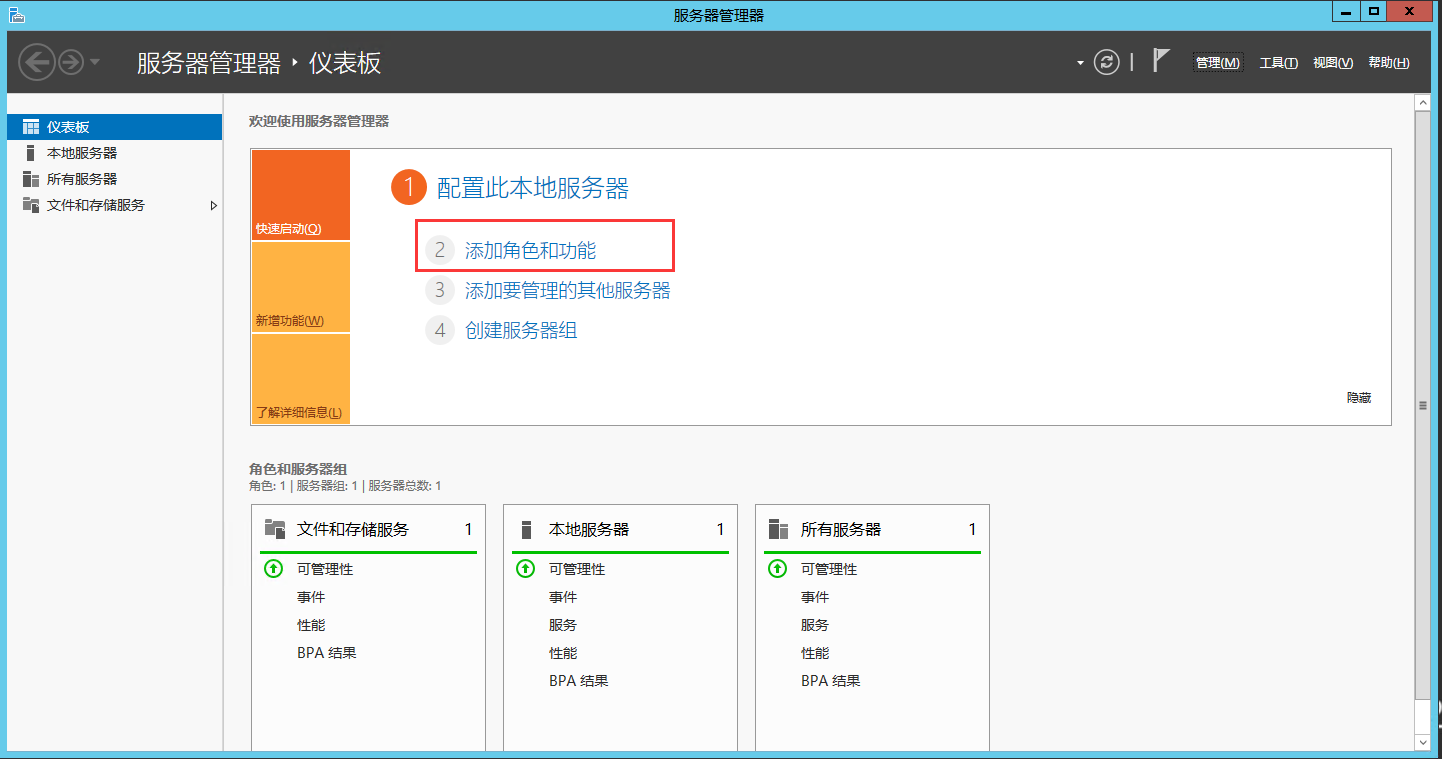 服务器管理器
服务器管理器 · 仪表板
管理(M) 工具(T) 视图(V) 帮助(H)
仪表板
本地服务器
所有服务器
文件和存储服务
欢迎使用服务器管理器
快速启动(Q)
新增功能(W)
了解详细信息(L)
1 配置此本地服务器
2 添加角色和功能
3 添加要管理的其他服务器
4 创建服务器组
隐藏
角色和服务器组
角色: 1 | 服务器组: 1 | 服务器总数: 1
文件和存储服务 1
可管理性
事件
性能
BPA 结果
本地服务器 1
可管理性
事件
服务
性能
BPA 结果
所有服务器 1
可管理性
事件
服务
性能
BPA 结果